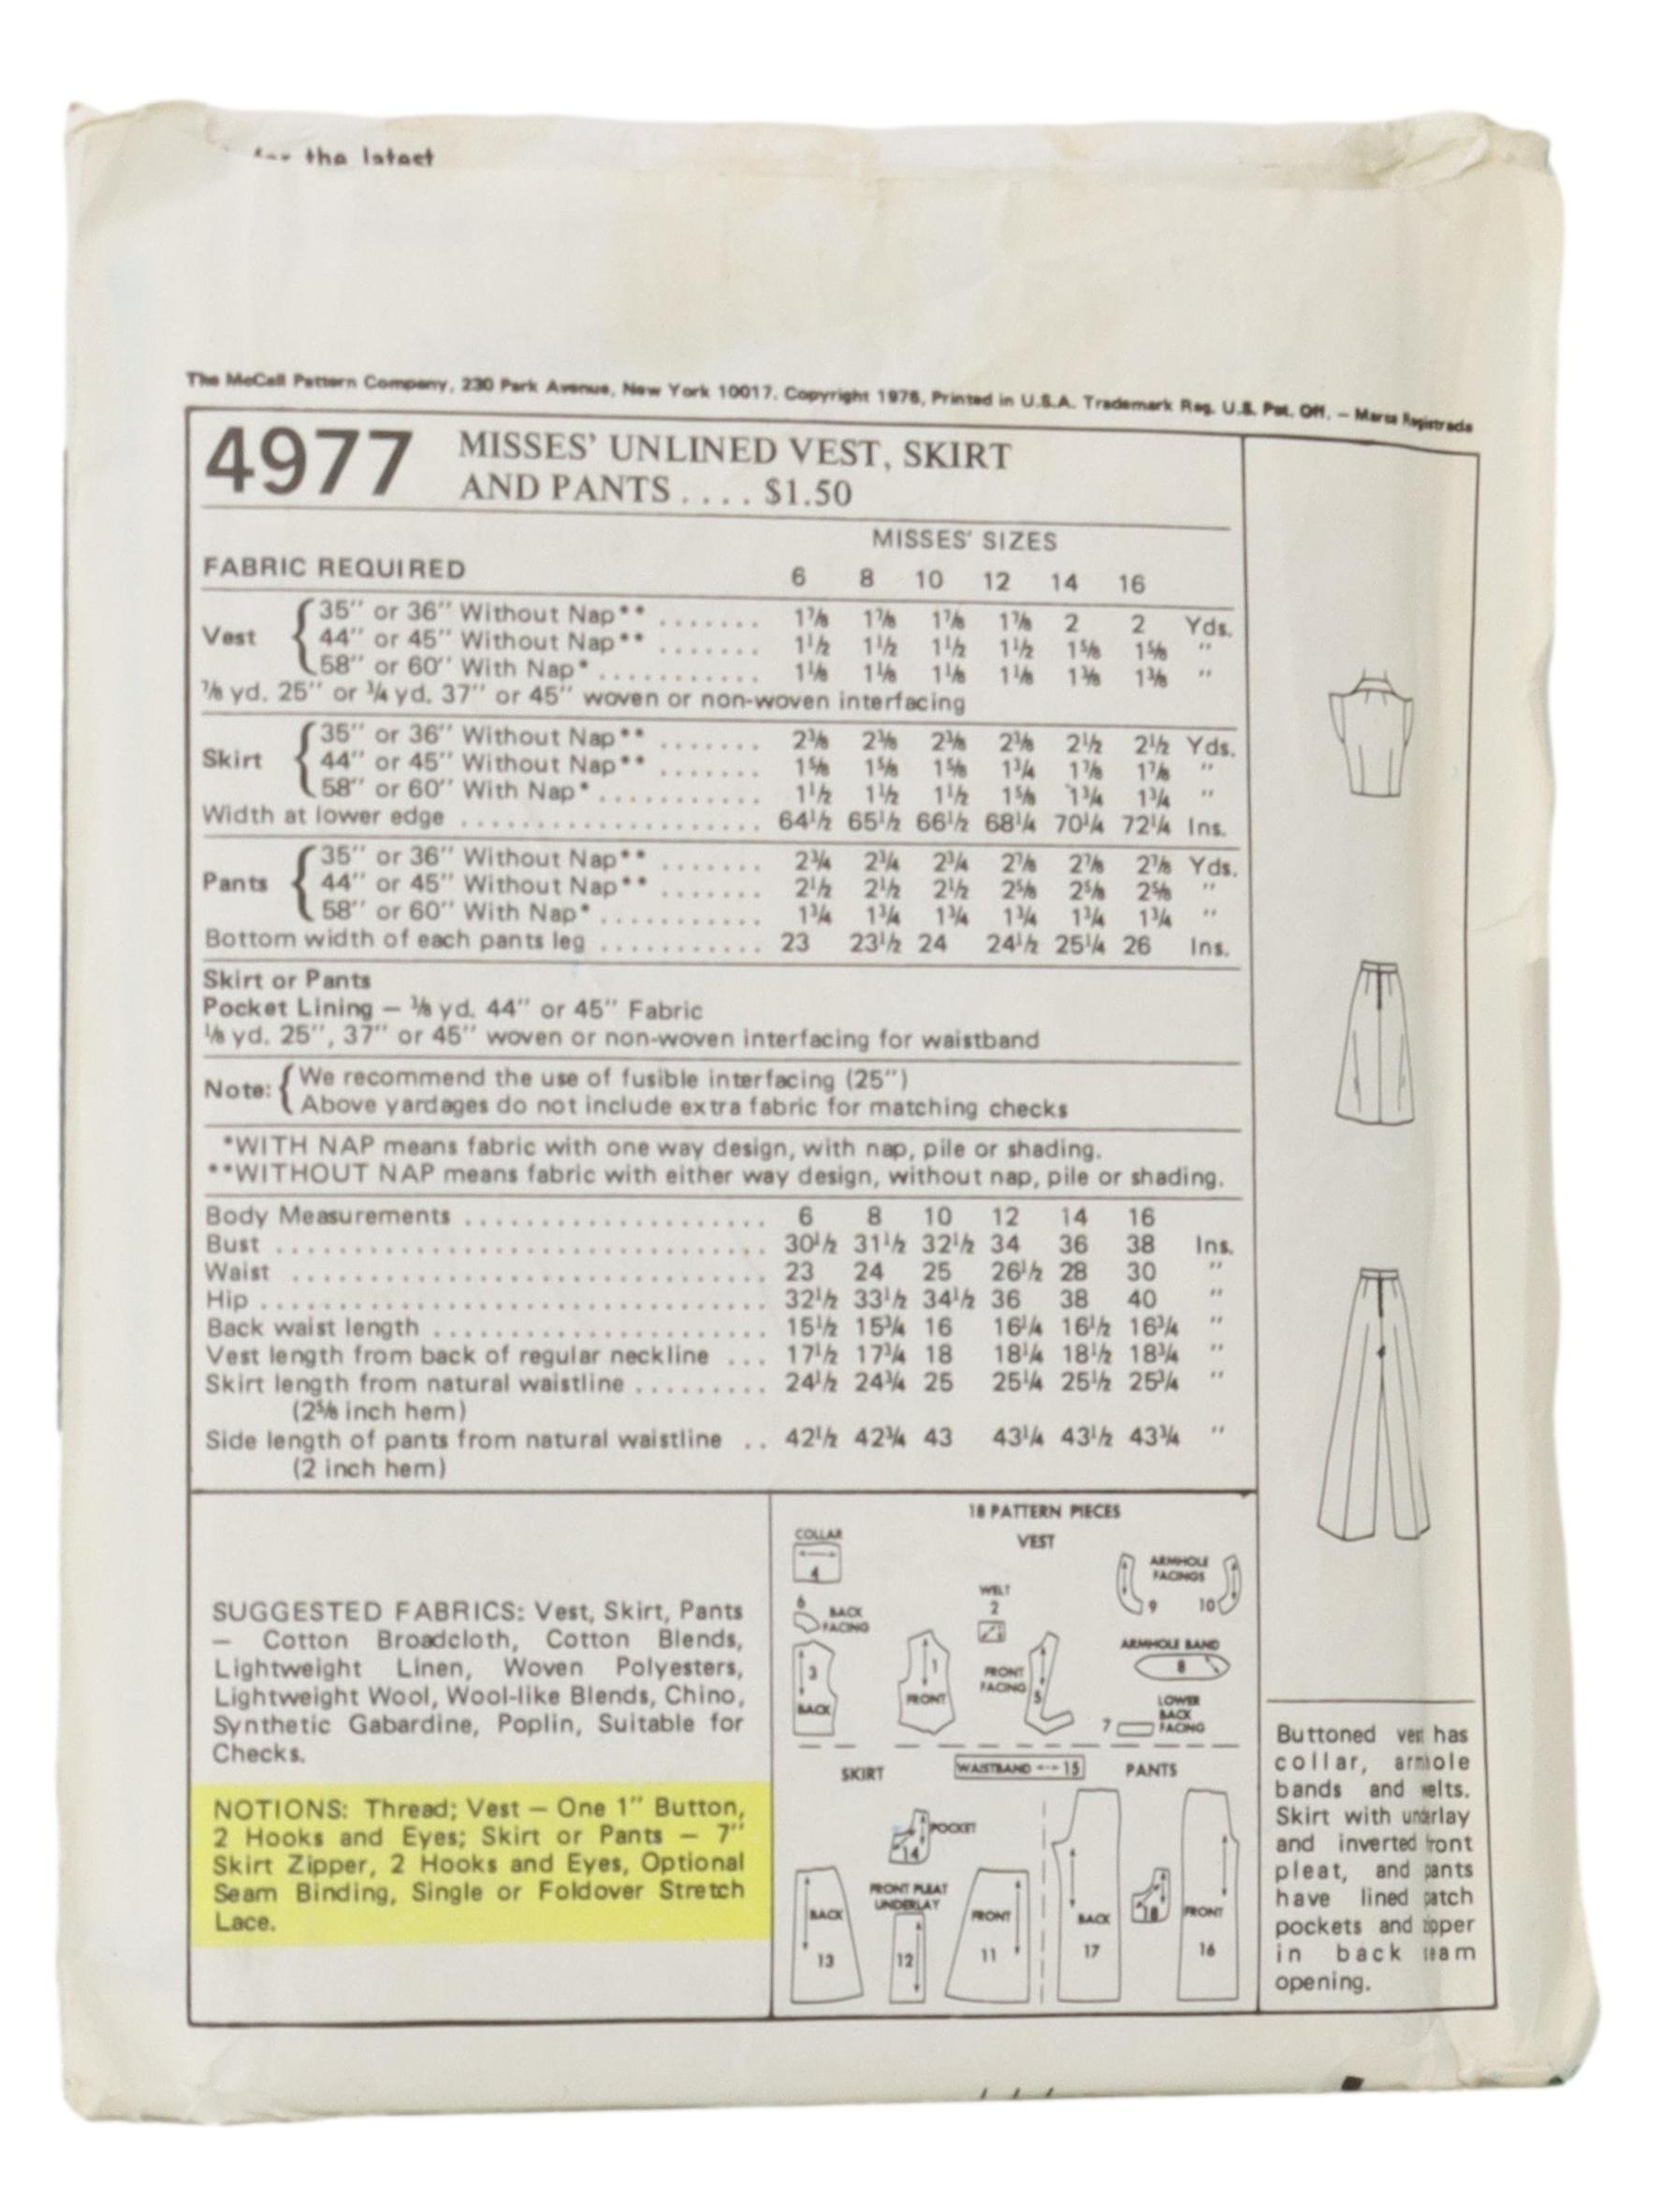 for the latest
The McCall Pattern Company, 230 Park Avenue, New York 10017. Copyright 1976, Printed in U.S.A. Trademark Reg. U.S. Pat. Off. – Marca Registrada
4977 MISSES' UNLINED VEST, SKIRT
AND PANTS .... $1.50
MISSES' SIZES
FABRIC REQUIRED 6 8 10 12 14 16
35" or 36" Without Nap** ....... 1⅞ 1⅞ 1⅞ 1⅞ 2 2 Yds.
Vest 44" or 45" Without Nap** ....... 1½ 1½ 1½ 1½ 1⅝ 1⅝ "
58" or 60" With Nap* ........... 1⅛ 1⅛ 1⅛ 1⅛ 1⅜ 1⅜ "
⅞ yd. 25" or ¾ yd. 37" or 45" woven or non-woven interfacing
35" or 36" Without Nap** ....... 2⅜ 2⅜ 2⅜ 2⅜ 2½ 2½ Yds.
Skirt 44" or 45" Without Nap** ....... 1⅝ 1⅝ 1⅝ 1¾ 1⅞ 1⅞ "
58" or 60" With Nap* ........... 1½ 1½ 1½ 1⅝ 1¾ 1¾ "
Width at lower edge .................... 64½ 65½ 66½ 68¼ 70¼ 72¼ Ins.
35" or 36" Without Nap** ....... 2¾ 2¾ 2¾ 2⅞ 2⅞ 2⅞ Yds.
Pants 44" or 45" Without Nap** ....... 2½ 2½ 2½ 2⅝ 2⅝ 2⅝ "
58" or 60" With Nap* ........... 1¾ 1¾ 1¾ 1¾ 1¾ 1¾ "
Bottom width of each pants leg ........... 23 23½ 24 24½ 25¼ 26 Ins.
Skirt or Pants
Pocket Lining – ⅜ yd. 44" or 45" Fabric
⅛ yd. 25", 37" or 45" woven or non-woven interfacing for waistband
Note: We recommend the use of fusible interfacing (25")
Above yardages do not include extra fabric for matching checks
*WITH NAP means fabric with one way design, with nap, pile or shading.
**WITHOUT NAP means fabric with either way design, without nap, pile or shading.
Body Measurements .................... 6 8 10 12 14 16
Bust ................................. 30½ 31½ 32½ 34 36 38 Ins.
Waist ................................ 23 24 25 26½ 28 30 "
Hip .................................. 32½ 33½ 34½ 36 38 40 "
Back waist length ...................... 15½ 15¾ 16 16¼ 16½ 16¾ "
Vest length from back of regular neckline ... 17½ 17¾ 18 18¼ 18½ 18¾ "
Skirt length from natural waistline ......... 24½ 24¾ 25 25¼ 25½ 25¾ "
(2⅝ inch hem)
Side length of pants from natural waistline .. 42½ 42¾ 43 43¼ 43½ 43¾ "
(2 inch hem)
SUGGESTED FABRICS: Vest, Skirt, Pants
– Cotton Broadcloth, Cotton Blends,
Lightweight Linen, Woven Polyesters,
Lightweight Wool, Wool-like Blends, Chino,
Synthetic Gabardine, Poplin, Suitable for
Checks.
NOTIONS: Thread; Vest – One 1" Button,
2 Hooks and Eyes; Skirt or Pants – 7"
Skirt Zipper, 2 Hooks and Eyes, Optional
Seam Binding, Single or Foldover Stretch
Lace.
18 PATTERN PIECES
VEST
COLLAR
4
6 BACK
FACING
3
BACK
1
FRONT
WELT
2
FRONT
FACING 5
ARMHOLE
FACINGS
9 10
ARMHOLE BAND
8
LOWER
BACK
7 FACING
SKIRT
WAISTBAND 15
PANTS
POCKET
14
BACK
13
FRONT PLEAT
UNDERLAY
12
FRONT
11
BACK
17
18
FRONT
16
Buttoned vest has
collar, armhole
bands and welts.
Skirt with underlay
and inverted front
pleat, and pants
have lined patch
pockets and zipper
in back seam
opening.